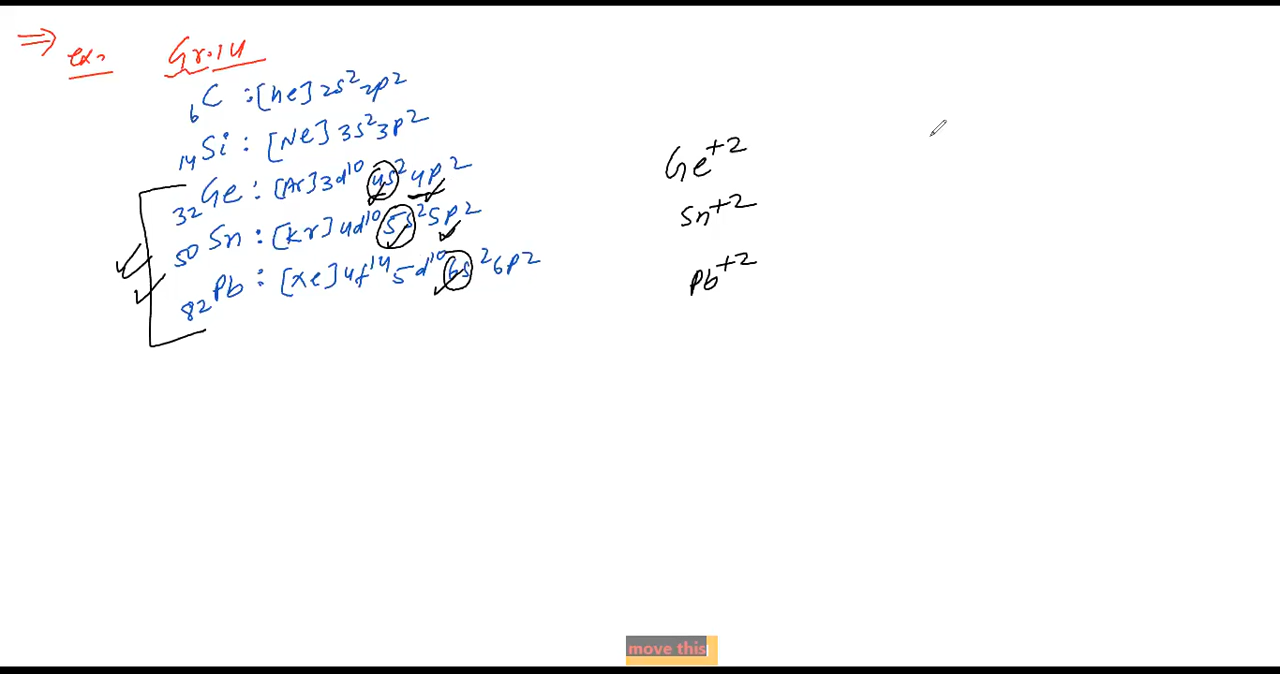 ⇒ ex:- Gr.14
₆C : [he] 2s² 2p²
₁₄Si : [Ne] 3s² 3p²
₃₂Ge : [Ar] 3d¹⁰ 4s² 4p²
₅₀Sn : [kr] 4d¹⁰ 5s² 5p²
₈₂Pb : [Xe] 4f¹⁴ 5d¹⁰ 6s² 6p²
Ge⁺²
Sn⁺²
Pb⁺²
move this